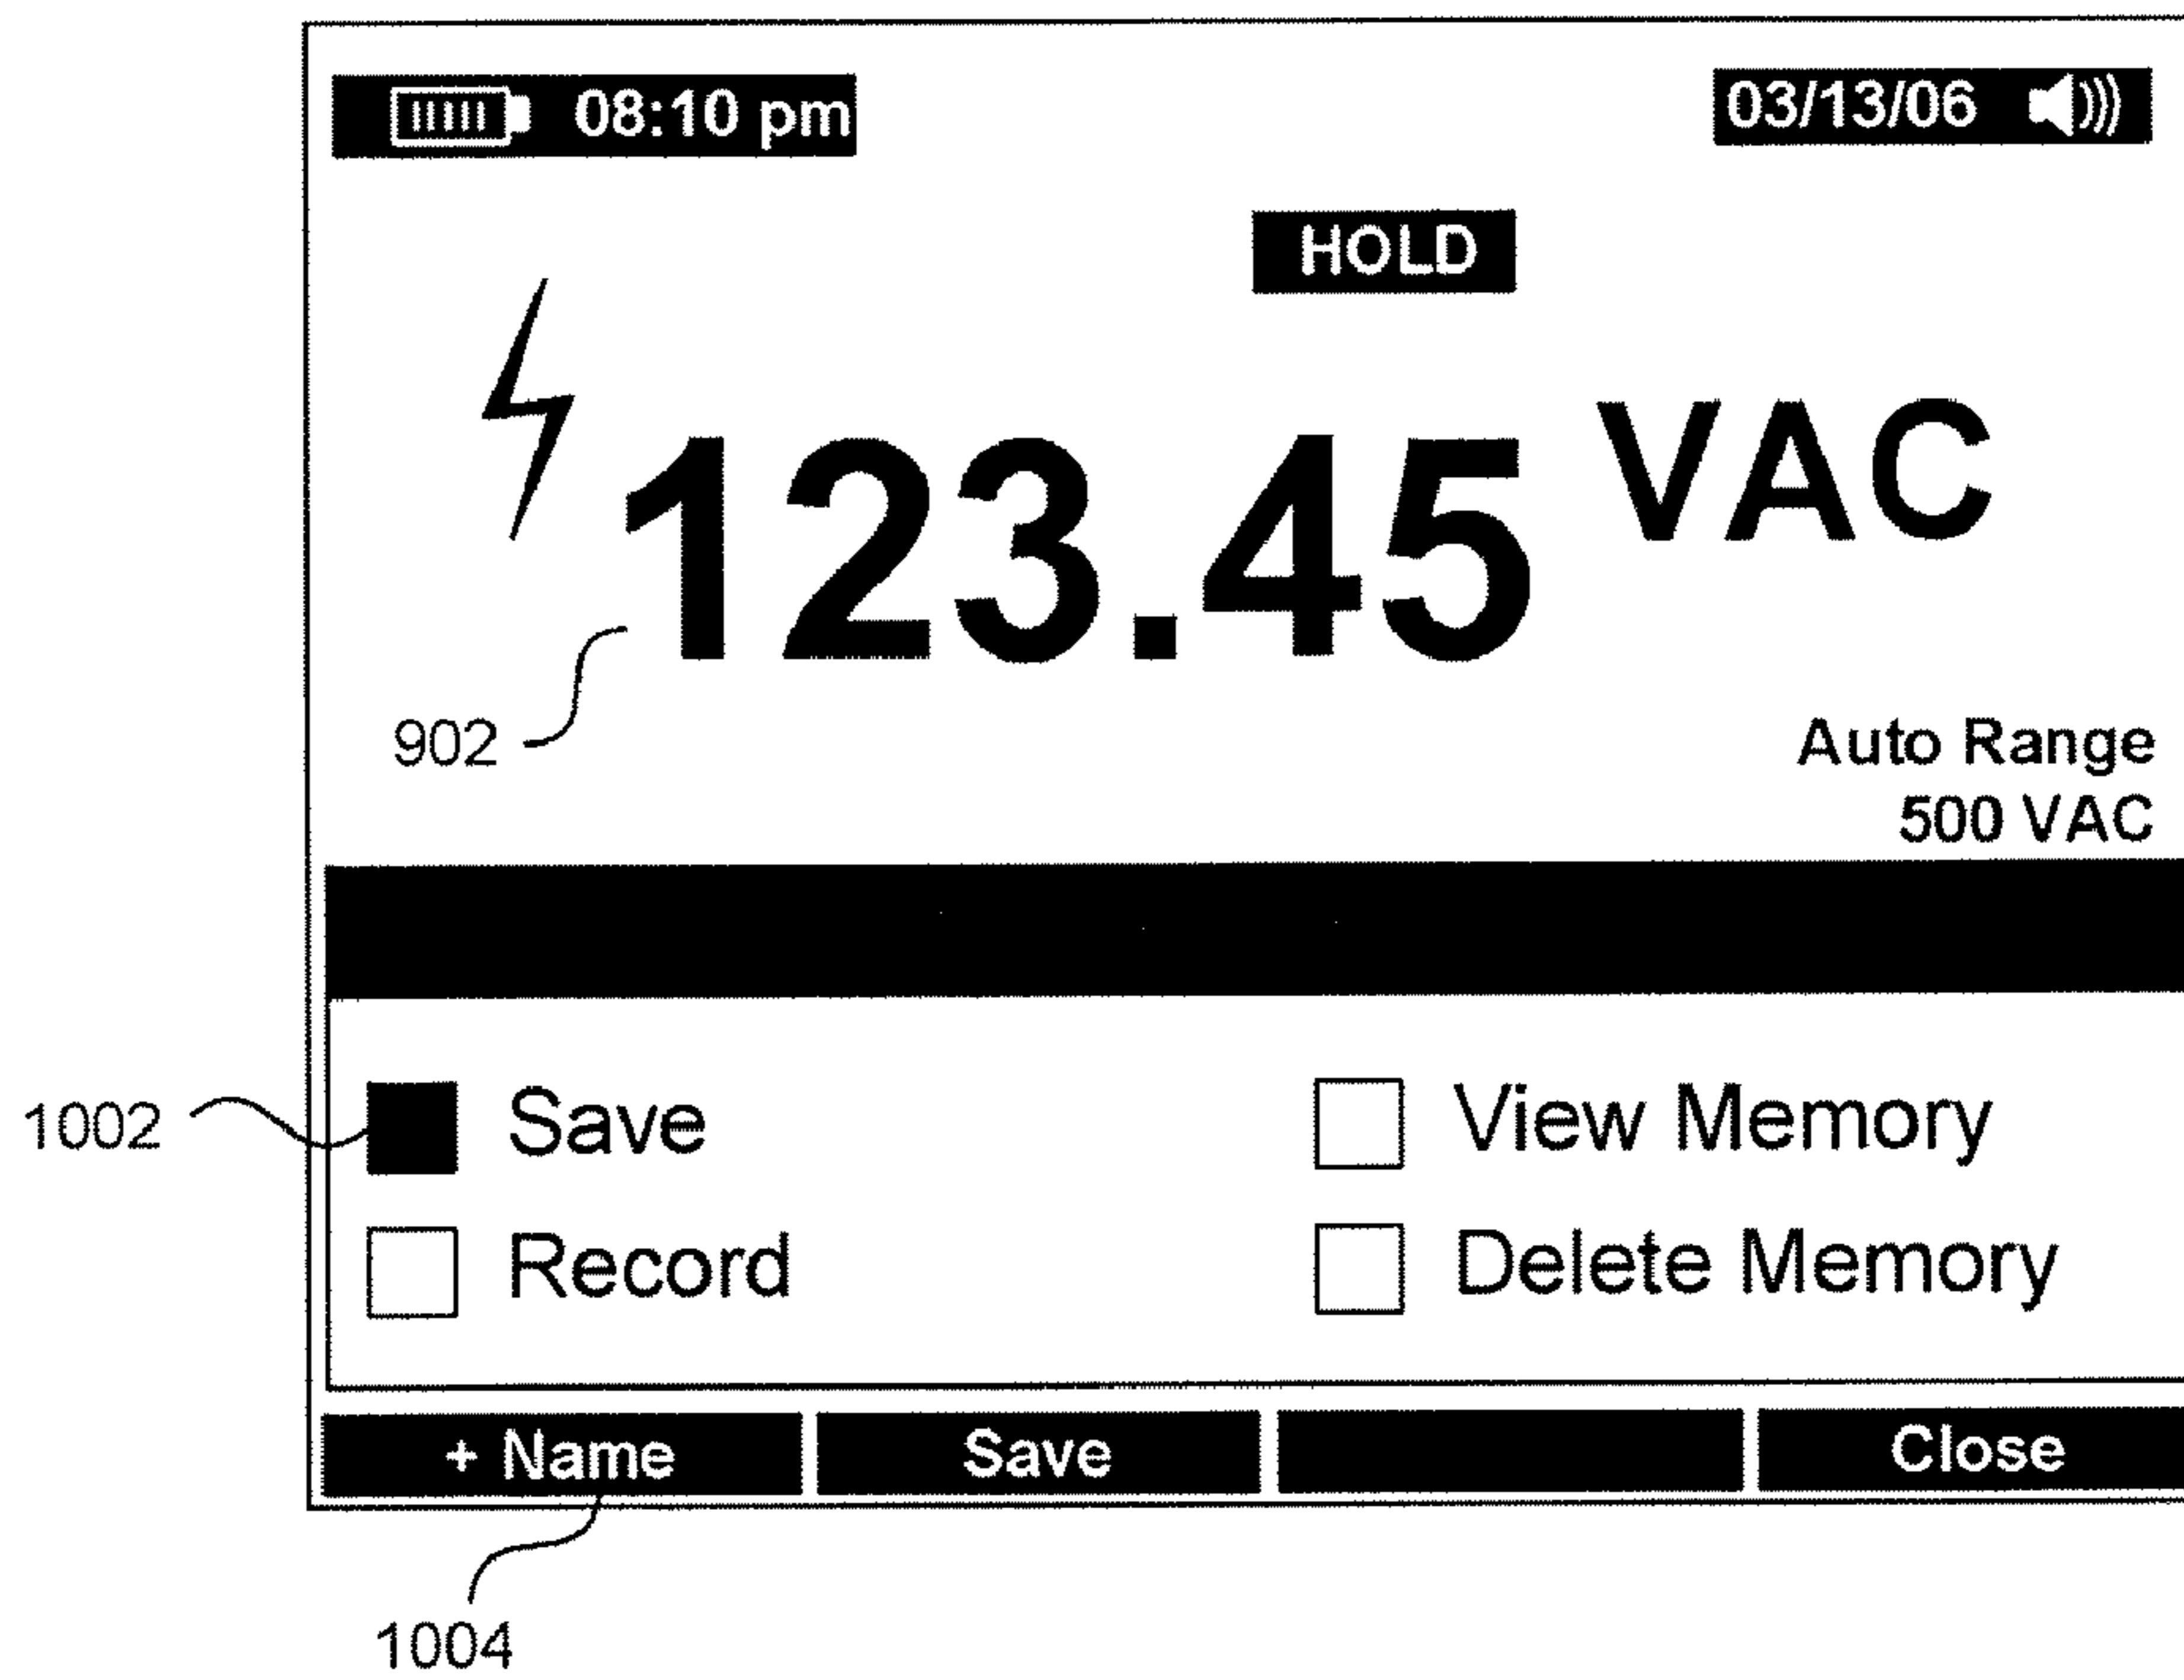 08:10 pm 03/13/06
HOLD
123.45 VAC
902
Auto Range
500 VAC
1002 Save View Memory
Record Delete Memory
+ Name Save Close
1004